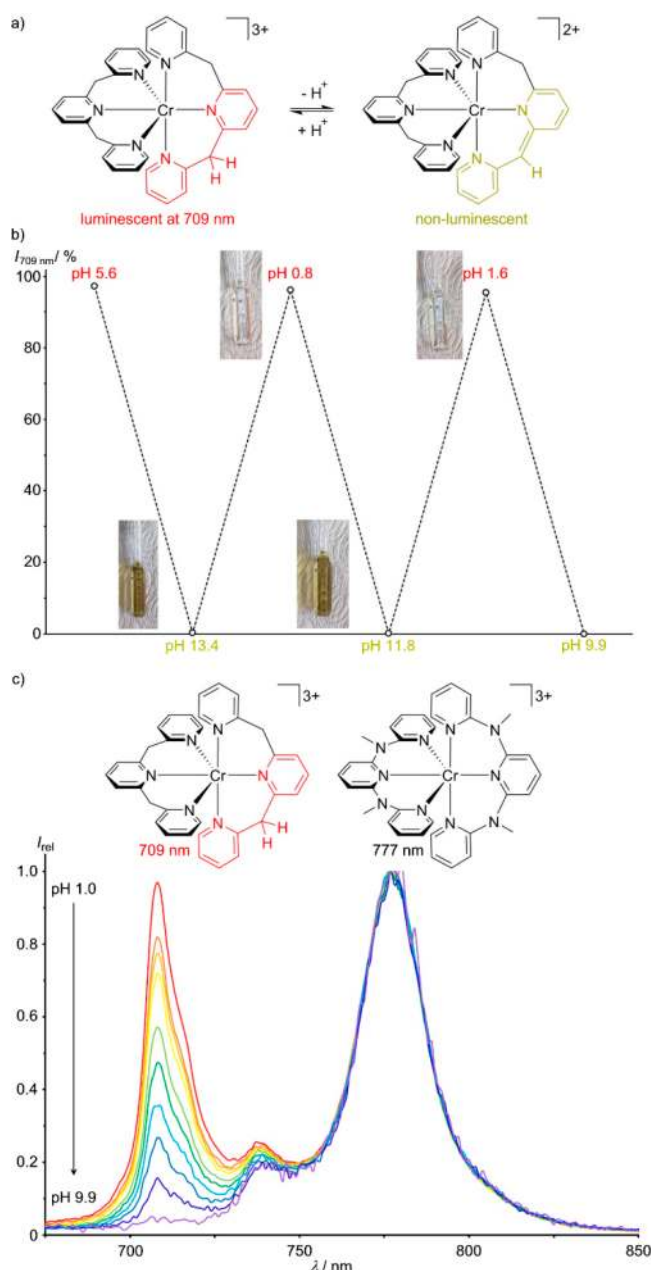 a)
3+
2+
N N
N Cr N
N N
- H+
+ H+
N N
N Cr N
N N
H
H
H
luminescent at 709 nm
non-luminescent
b)
I709 nm/ %
pH 5.6 pH 0.8 pH 1.6
100
80
60
40
20
0
pH 13.4 pH 11.8 pH 9.9
c)
3+
3+
N N
N Cr N
N N
H
H
N N N
N N
N Cr N
N N
N N
709 nm
777 nm
Irel
1.0
pH 1.0
0.8
0.6
0.4
0.2
pH 9.9
0
700 750 800 850
λ/ nm